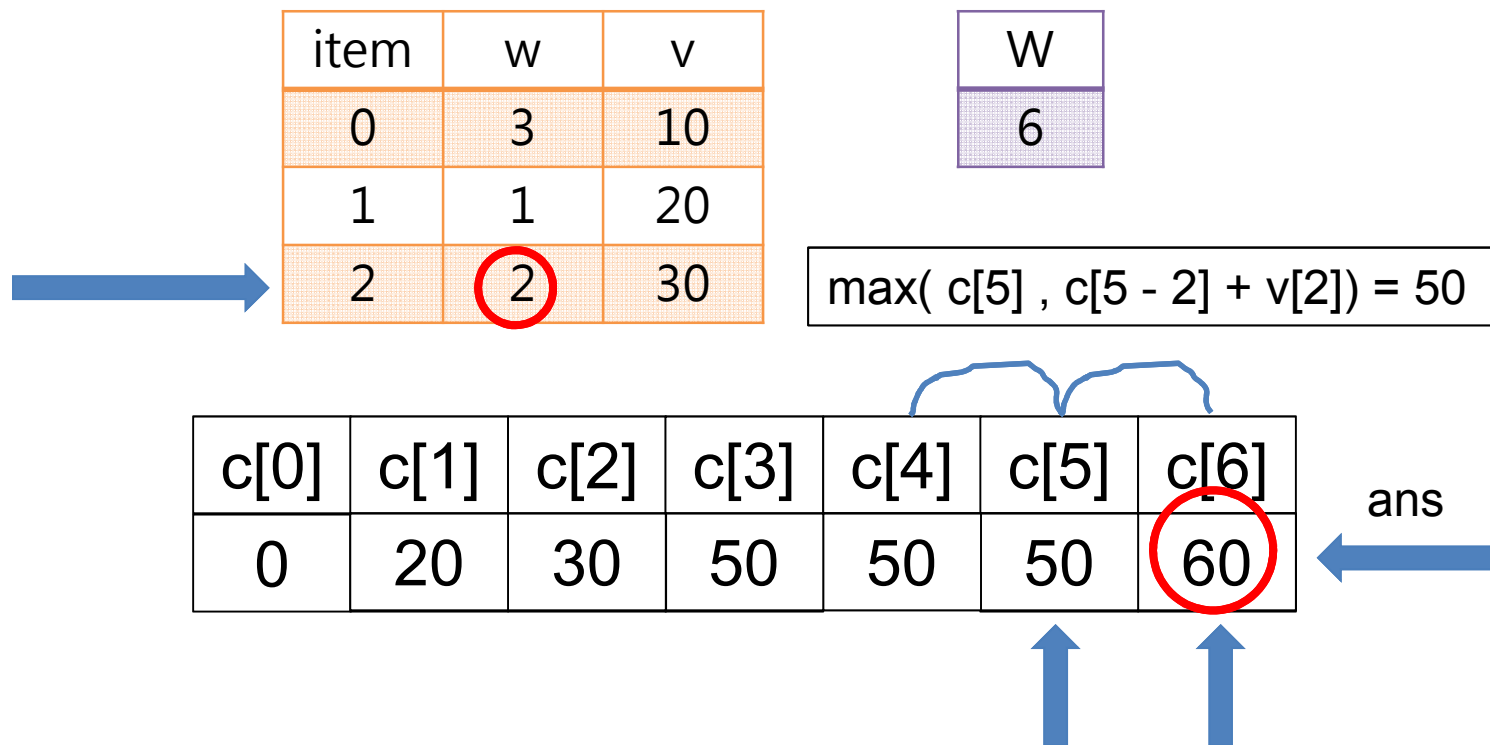 item w v
0 3 10
1 1 20
2 2 30
W
6
max( c[5] , c[5 - 2] + v[2]) = 50
c[0] c[1] c[2] c[3] c[4] c[5] c[6]
0 20 30 50 50 50 60
ans